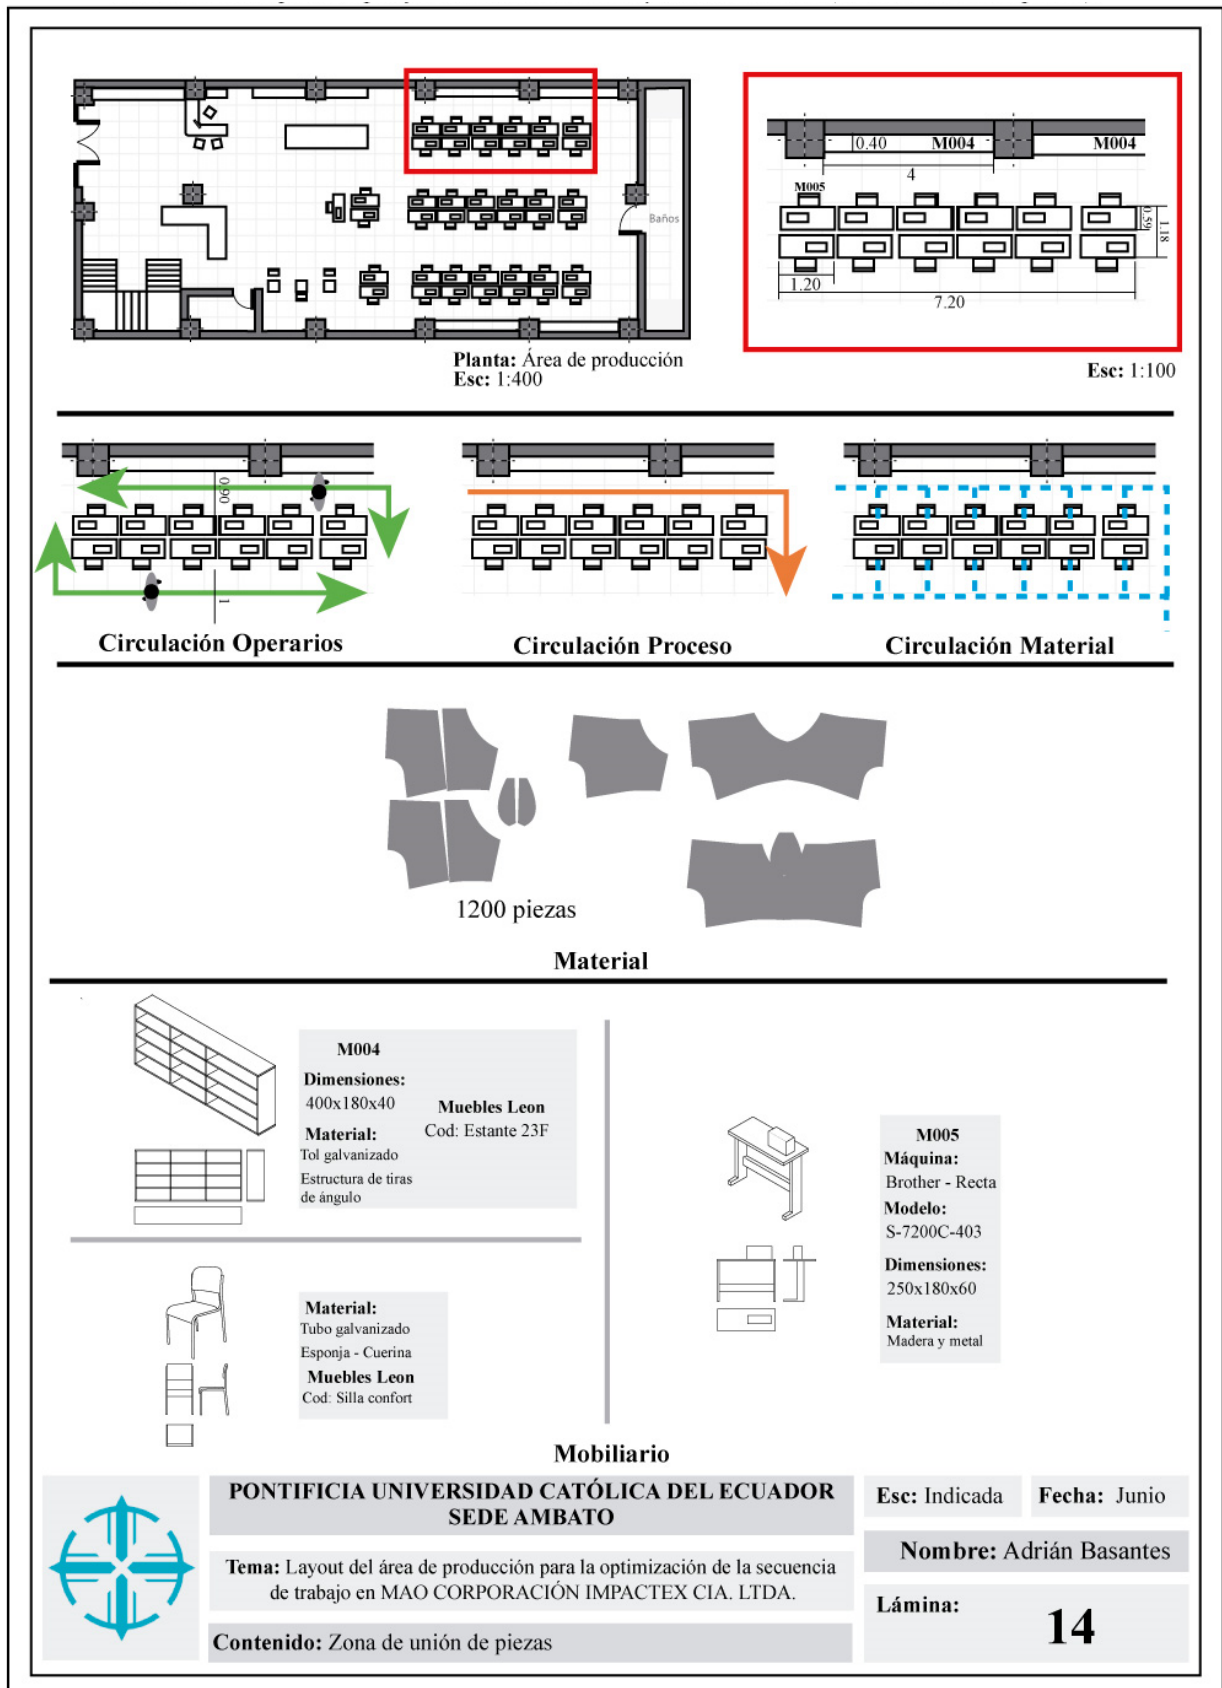 Baños
Planta: Área de producción
Esc: 1:400
0.40
M004
M004
4
M005
0.59
1.18
1.20
7.20
Esc: 1:100
0.90
1
Circulación Operarios
Circulación Proceso
Circulación Material
1200 piezas
Material
M004
Dimensiones:
400x180x40
Material:
Tol galvanizado
Estructura de tiras
de ángulo
Muebles Leon
Cod: Estante 23F
Material:
Tubo galvanizado
Esponja - Cuerina
Muebles Leon
Cod: Silla confort
M005
Máquina:
Brother - Recta
Modelo:
S-7200C-403
Dimensiones:
250x180x60
Material:
Madera y metal
Mobiliario
PONTIFICIA UNIVERSIDAD CATÓLICA DEL ECUADOR
SEDE AMBATO
Tema: Layout del área de producción para la optimización de la secuencia
de trabajo en MAO CORPORACIÓN IMPACTEX CIA. LTDA.
Contenido: Zona de unión de piezas
Esc: Indicada
Fecha: Junio
Nombre: Adrián Basantes
Lámina:
14